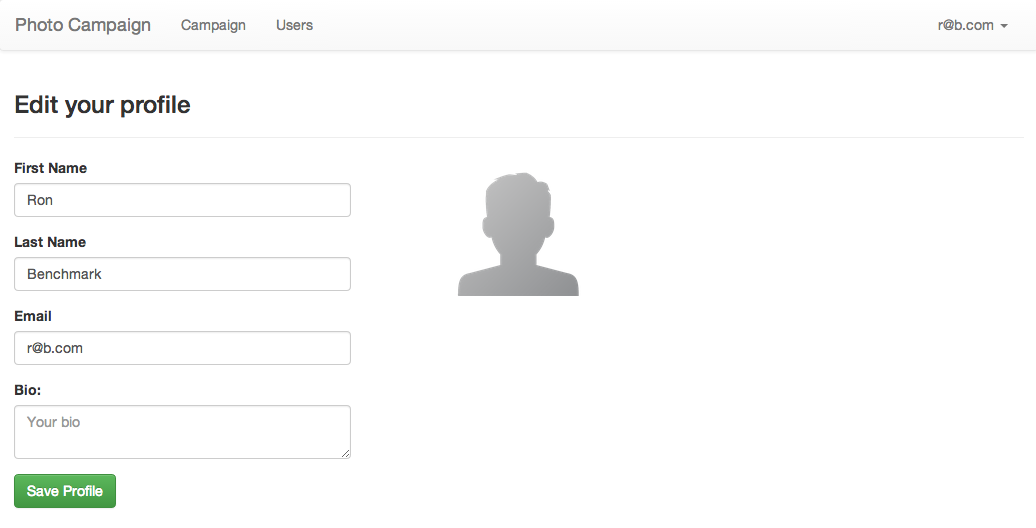 Photo Campaign Campaign Users r@b.com
Edit your profile
First Name
Ron
Last Name
Benchmark
Email
r@b.com
Bio:
Your bio
Save Profile